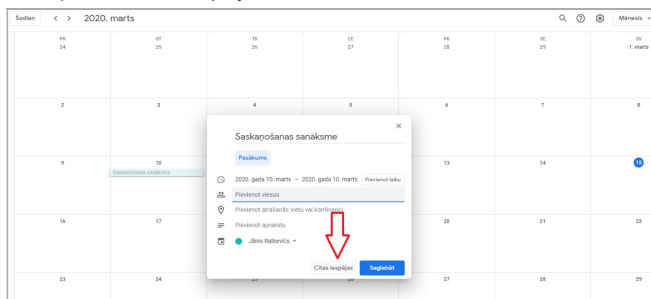 Šodien < > 2020. marts Mēnesis
PR OT TR CE PK SE SV
24 25 26 27 28 29 1. marts
2 3 4 5 6 7 8
Saskaņošanas sanāksme
Pasākums
9 10 13 14 15
Saskaņošanas sanāksme
2020. gada 10. marts – 2020. gada 10. marts Pievienot laiku
Pievienot viesus
Pievienot atrašanās vietu vai konferenci
Pievienot aprakstu
16 17 20 21 22
Jānis Ratkevičs
Citas iespējas Saglabāt
23 24 27 28 29